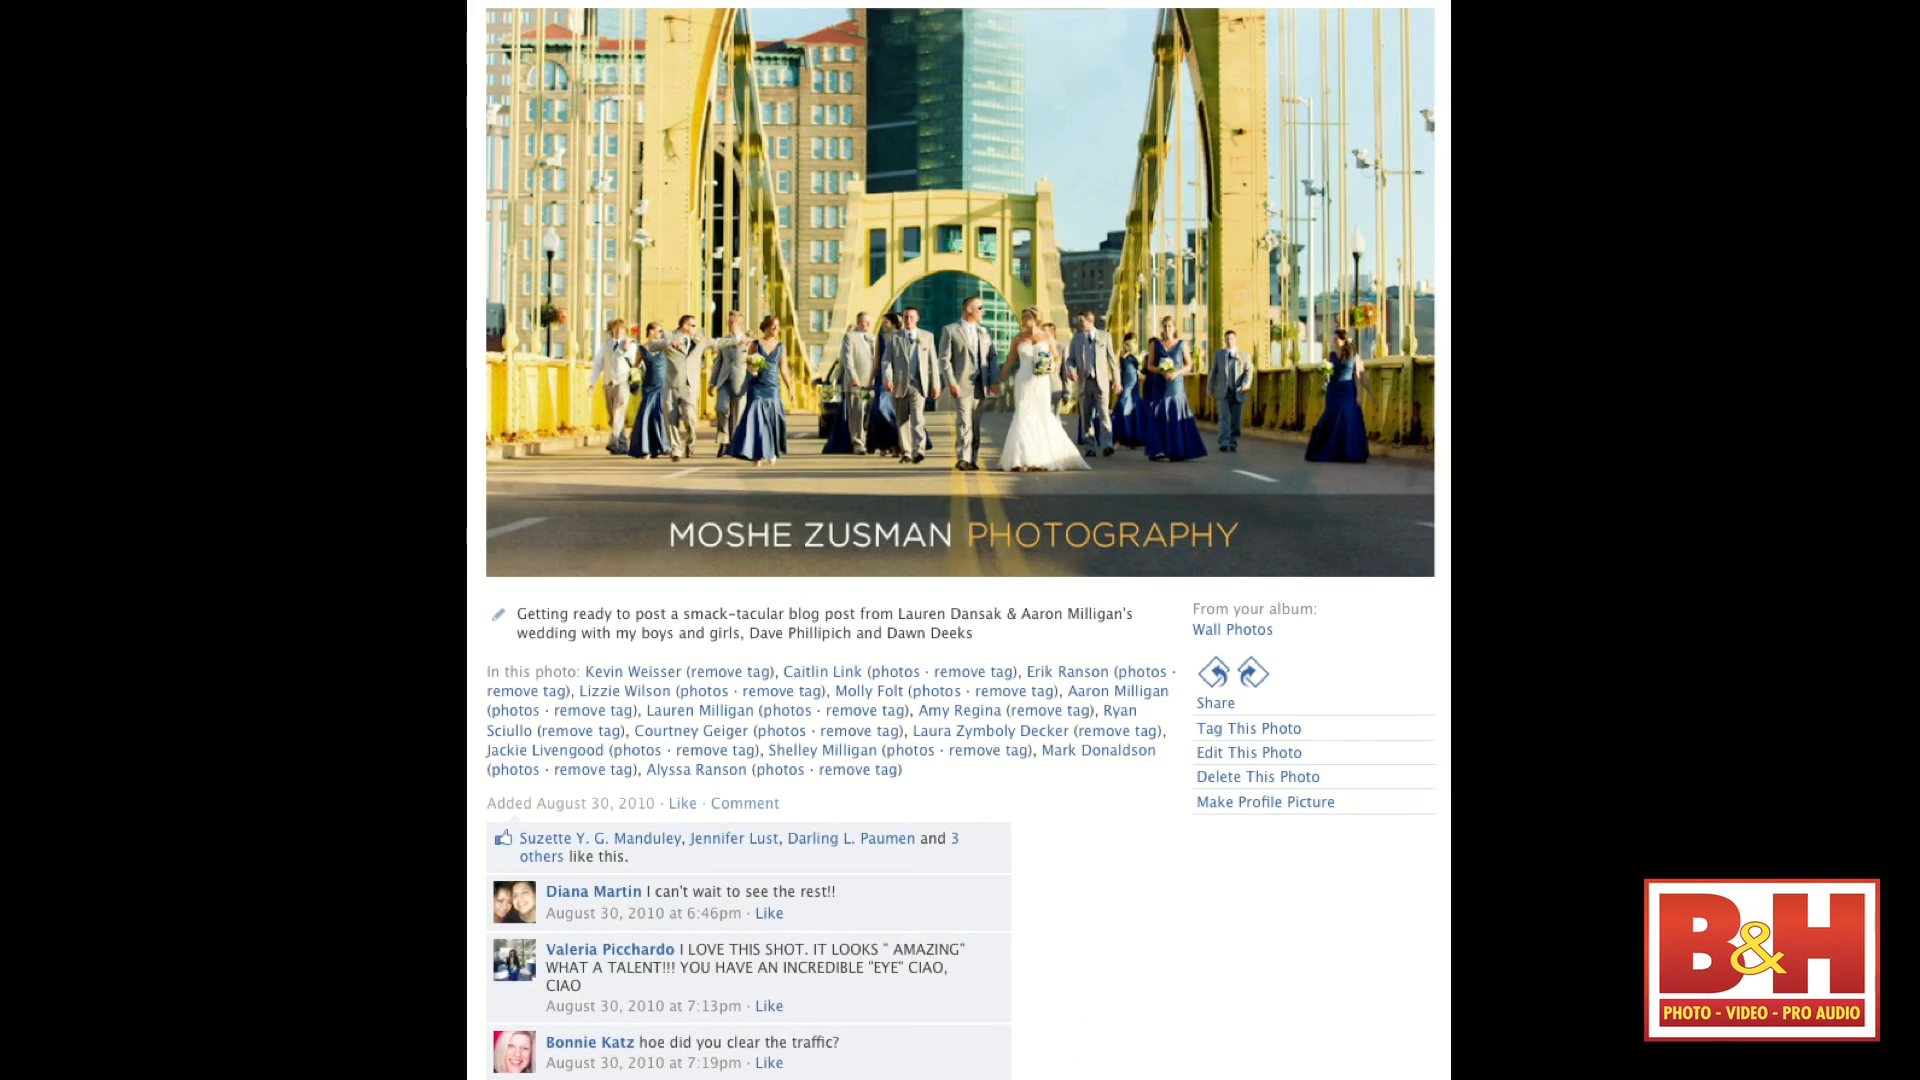 MOSHE ZUSMAN PHOTOGRAPHY
Getting ready to post a smack-tacular blog post from Lauren Dansak & Aaron Milligan's
wedding with my boys and girls, Dave Phillipich and Dawn Deeks
In this photo: Kevin Weisser (remove tag), Caitlin Link (photos · remove tag), Erik Ranson (photos ·
remove tag), Lizzie Wilson (photos · remove tag), Molly Folt (photos · remove tag), Aaron Milligan
(photos · remove tag), Lauren Milligan (photos · remove tag), Amy Regina (remove tag), Ryan
Sciullo (remove tag), Courtney Geiger (photos · remove tag), Laura Zymboly Decker (remove tag),
Jackie Livengood (photos · remove tag), Shelley Milligan (photos · remove tag), Mark Donaldson
(photos · remove tag), Alyssa Ranson (photos · remove tag)
Added August 30, 2010 · Like · Comment
Suzette Y. G. Manduley, Jennifer Lust, Darling L. Paumen and 3
others like this.
Diana Martin I can't wait to see the rest!!
August 30, 2010 at 6:46pm · Like
Valeria Picchardo I LOVE THIS SHOT. IT LOOKS " AMAZING"
WHAT A TALENT!!! YOU HAVE AN INCREDIBLE "EYE" CIAO,
CIAO
August 30, 2010 at 7:13pm · Like
Bonnie Katz hoe did you clear the traffic?
August 30, 2010 at 7:19pm · Like
From your album:
Wall Photos
Share
Tag This Photo
Edit This Photo
Delete This Photo
Make Profile Picture
B&H
PHOTO - VIDEO - PRO AUDIO